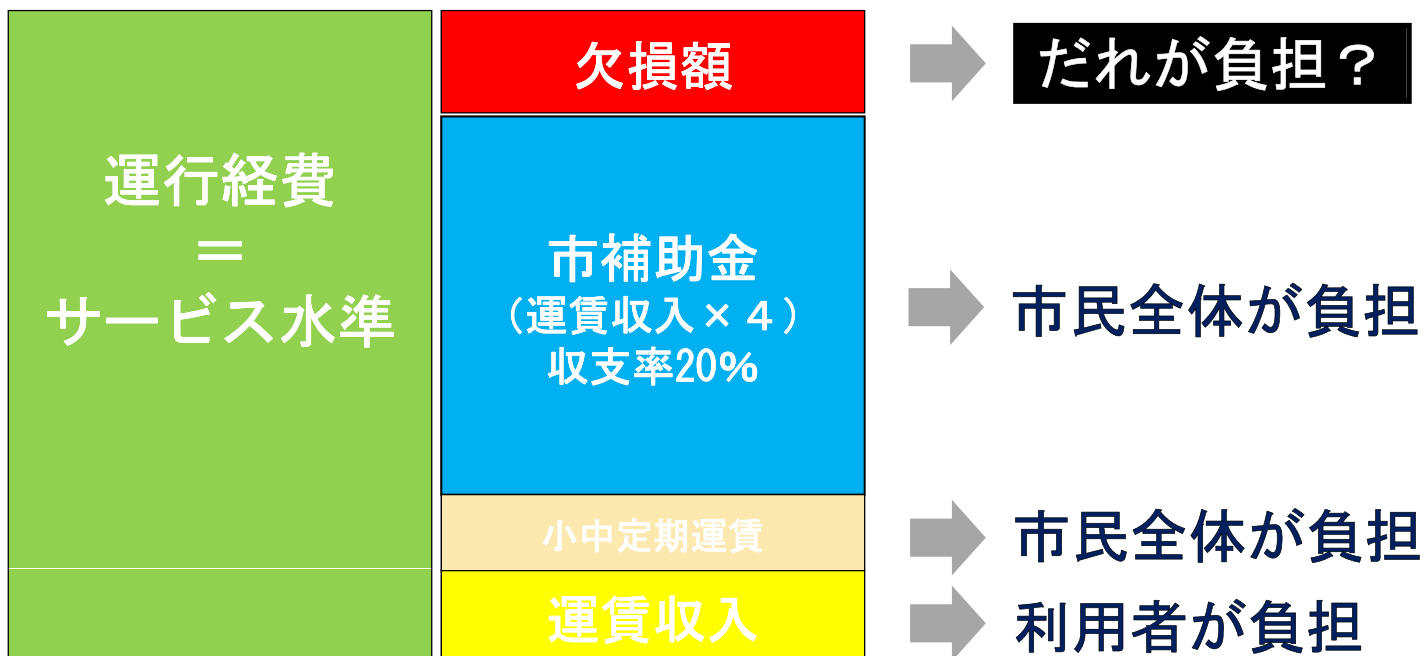 運行経費
＝
サービス水準
欠損額
だれが負担？
市補助金
（運賃収入×４）
収支率20%
市民全体が負担
小中定期運賃
市民全体が負担
運賃収入
利用者が負担